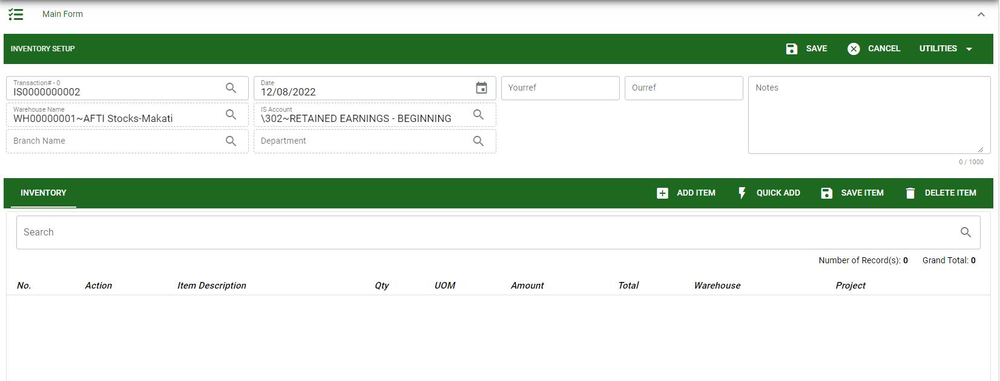 Main Form
INVENTORY SETUP SAVE CANCEL UTILITIES
Transaction# - 0
IS0000000002
Date
12/08/2022
Yourref
Ourref
Notes
Warehouse Name
WH00000001~AFTI Stocks-Makati
IS Account
\302~RETAINED EARNINGS - BEGINNING
Branch Name
Department
0 / 1000
INVENTORY ADD ITEM QUICK ADD SAVE ITEM DELETE ITEM
Search
Number of Record(s): 0 Grand Total: 0
No. Action Item Description Qty UOM Amount Total Warehouse Project